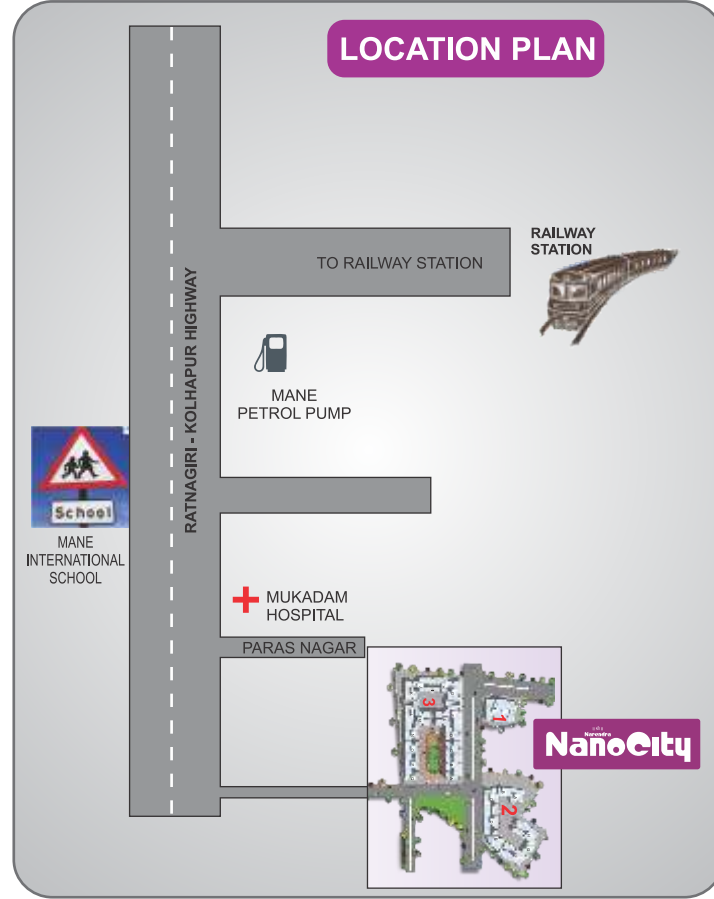 LOCATION PLAN
RAILWAY
STATION
TO RAILWAY STATION
RATNAGIRI - KOLHAPUR HIGHWAY
MANE
PETROL PUMP
School
MANE
INTERNATIONAL
SCHOOL
MUKADAM
HOSPITAL
PARAS NAGAR
3
1
2
Narendra
NanoCity